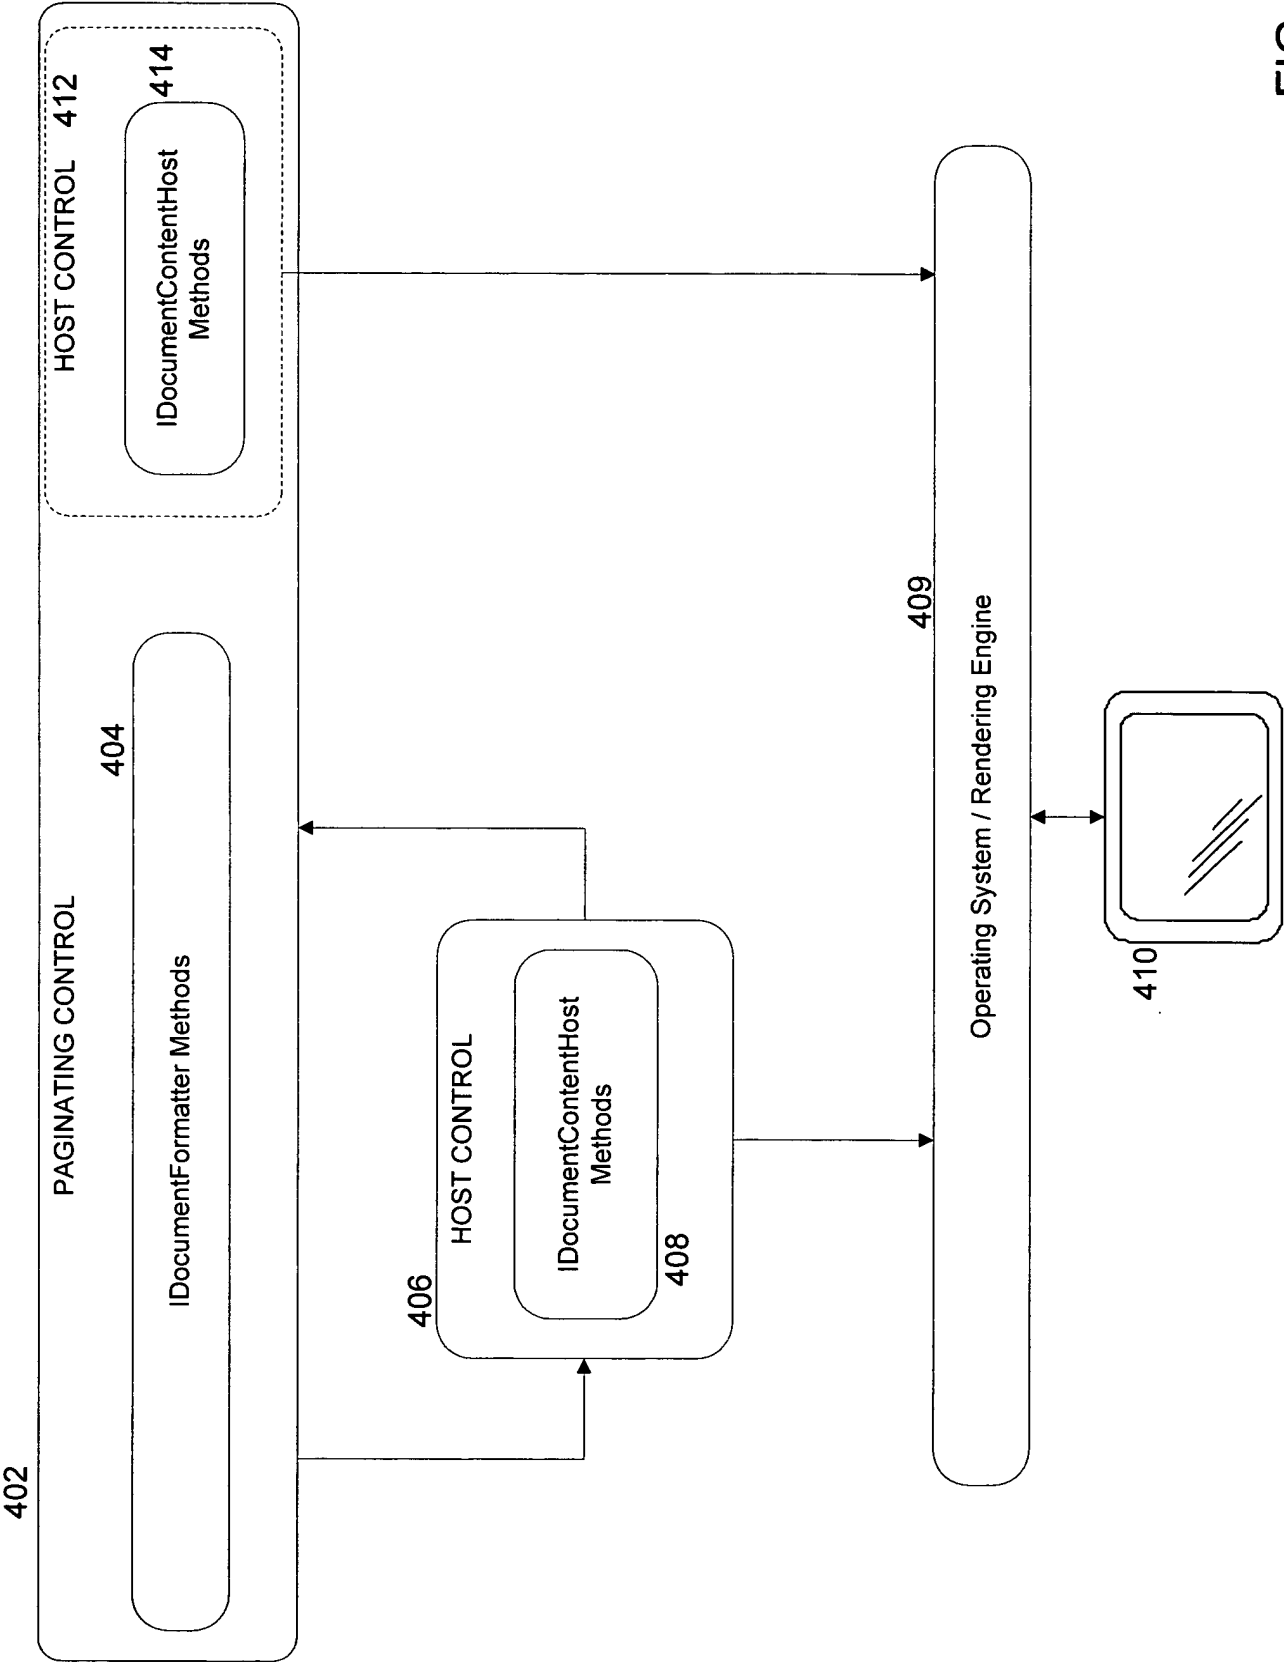 402
PAGINATING CONTROL
HOST CONTROL 412
404
IDocumentFormatter Methods
414
IDocumentContentHost
Methods
406
HOST CONTROL
IDocumentContentHost
Methods
408
409
Operating System / Rendering Engine
410
FIG